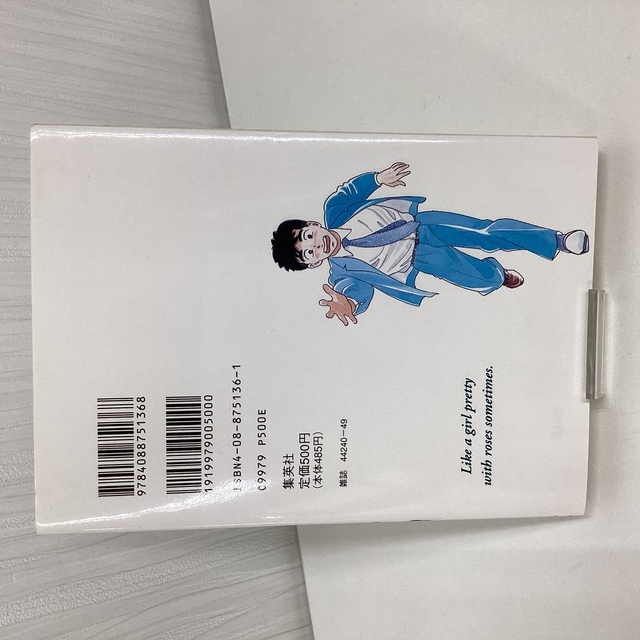 9784088751368
1919979005000
ISBN4-08-875136-1
C9979 P500E
集英社
定価500円
(本体485円)
雑誌 44240-49
Like a girl pretty
with roses sometimes.